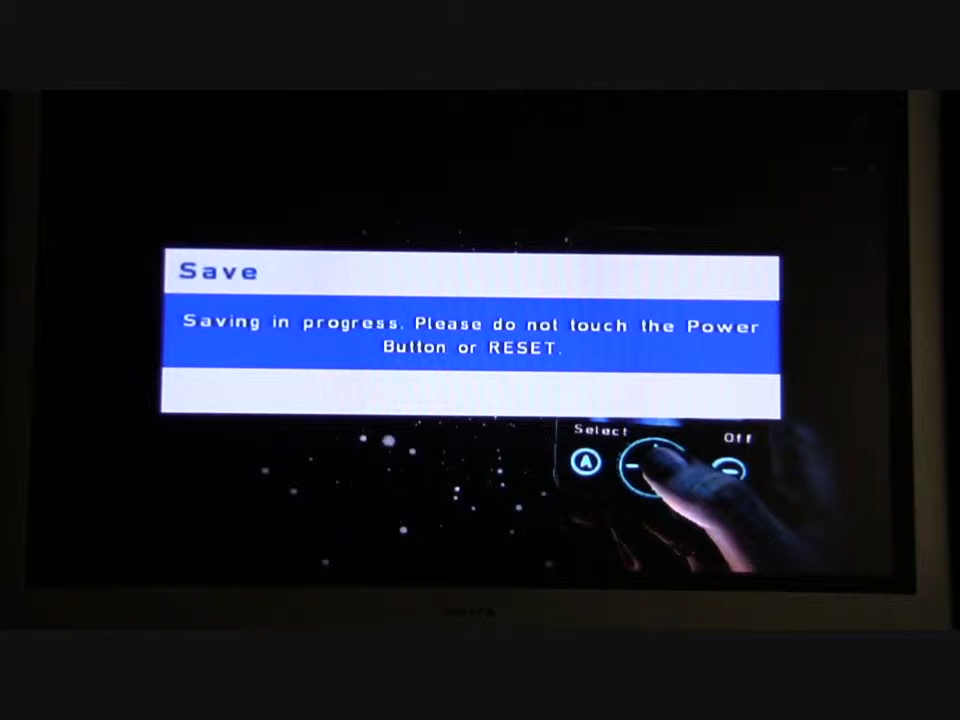 Save
Saving in progress. Please do not touch the Power
Button or RESET.
Select
Off
A